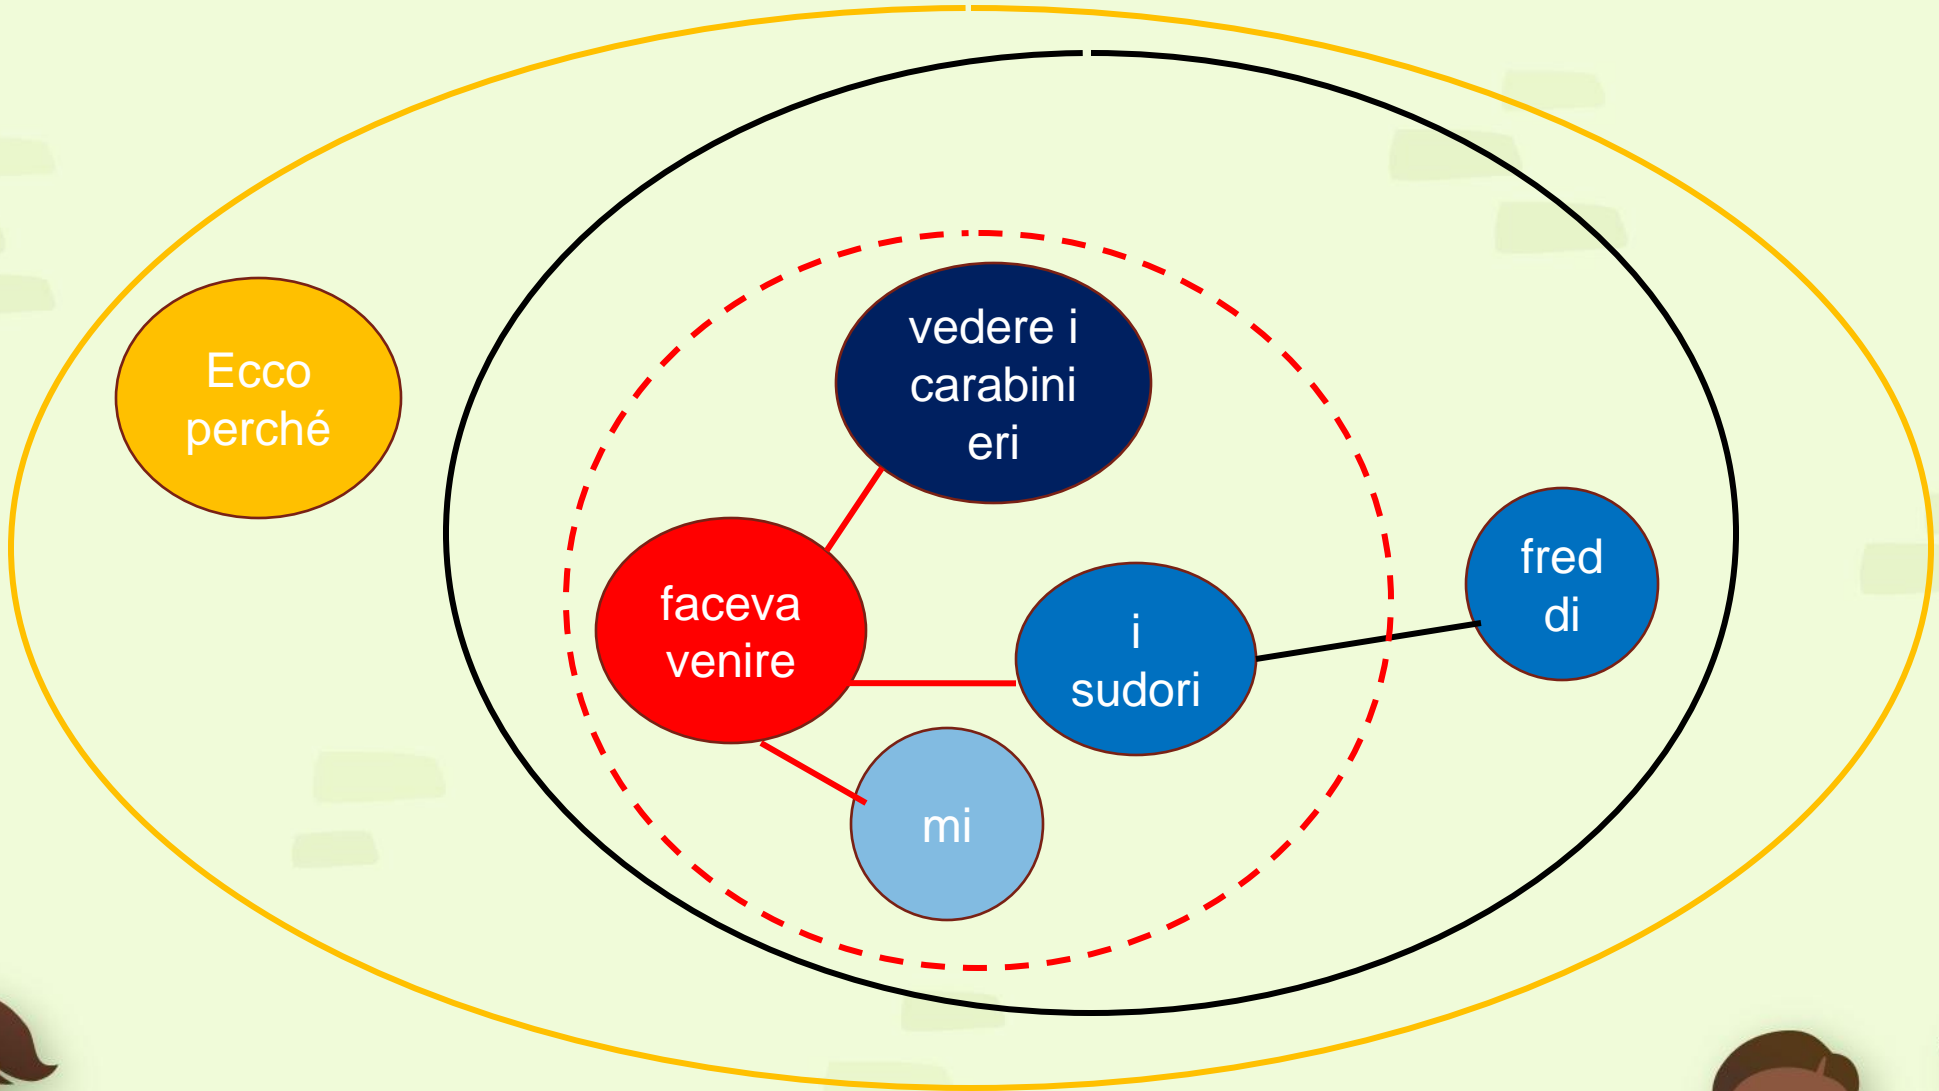 Ecco
perché
vedere i
carabini
eri
faceva
venire
i
sudori
fred
di
mi